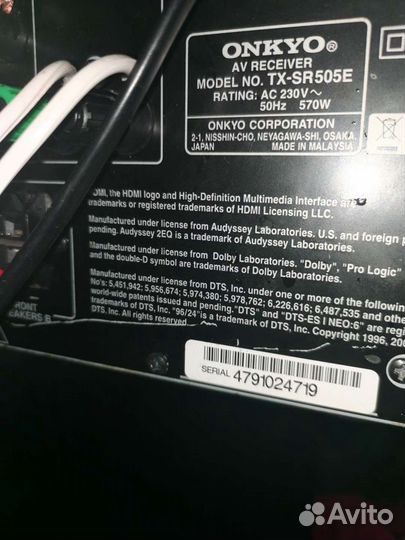 ONKYO®
AV RECEIVER
MODEL NO. TX-SR505E
RATING: AC 230V~
50Hz 570W
ONKYO CORPORATION
2-1, NISSHIN-CHO, NEYAGAWA-SHI, OSAKA,
JAPAN MADE IN MALAYSIA
the HDMI logo and High-Definition Multimedia Interface are
trademarks or registered trademarks of HDMI Licensing LLC.
Manufactured under license from Audyssey Laboratories. U.S. and foreign
pending. Audyssey 2EQ is a trademark of Audyssey Laboratories.
Manufactured under license from Dolby Laboratories. "Dolby", "Pro Logic"
and the double-D symbol are trademarks of Dolby Laboratories.
Manufactured under license from DTS, Inc. under one or more of the following
No's: 5,451,942; 5,956,674; 5,974,380; 5,978,762; 6,226,616; 6,487,535 and other
world-wide patents issued and pending. "DTS" and "DTS-ES I NEO:6" are
DTS, Inc. "96/24" is a trademark of DTS, Inc. Copyright 1996,
DTS, Inc. All rights reserved
SERIAL 4791024719
Avito